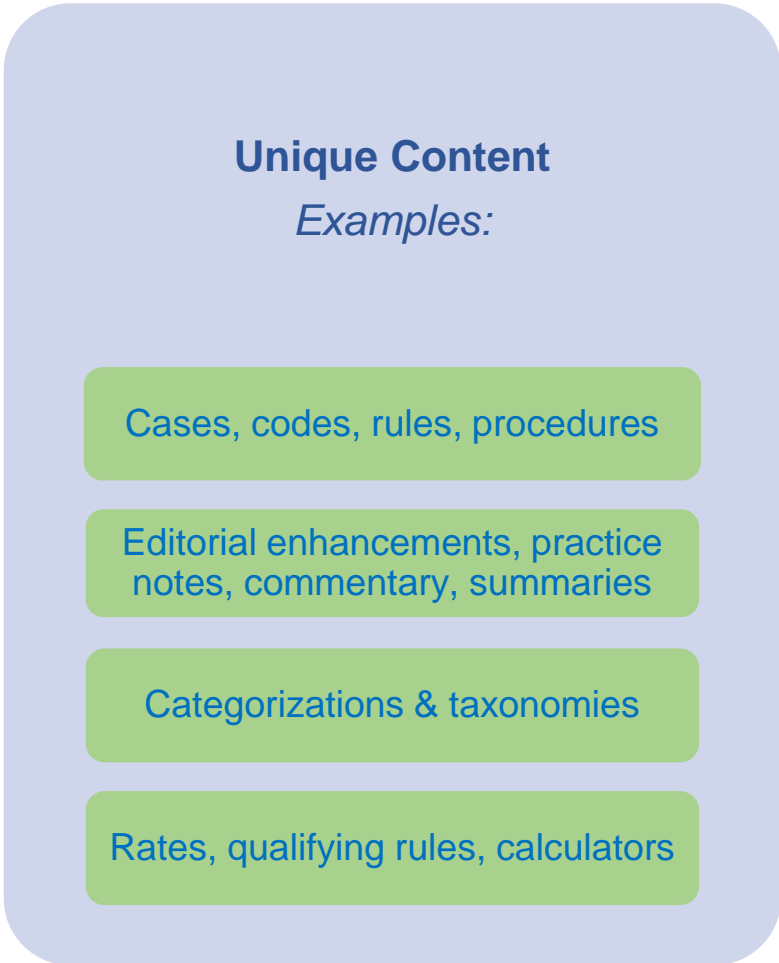 Unique Content
Examples:
Cases, codes, rules, procedures
Editorial enhancements, practice
notes, commentary, summaries
Categorizations & taxonomies
Rates, qualifying rules, calculators